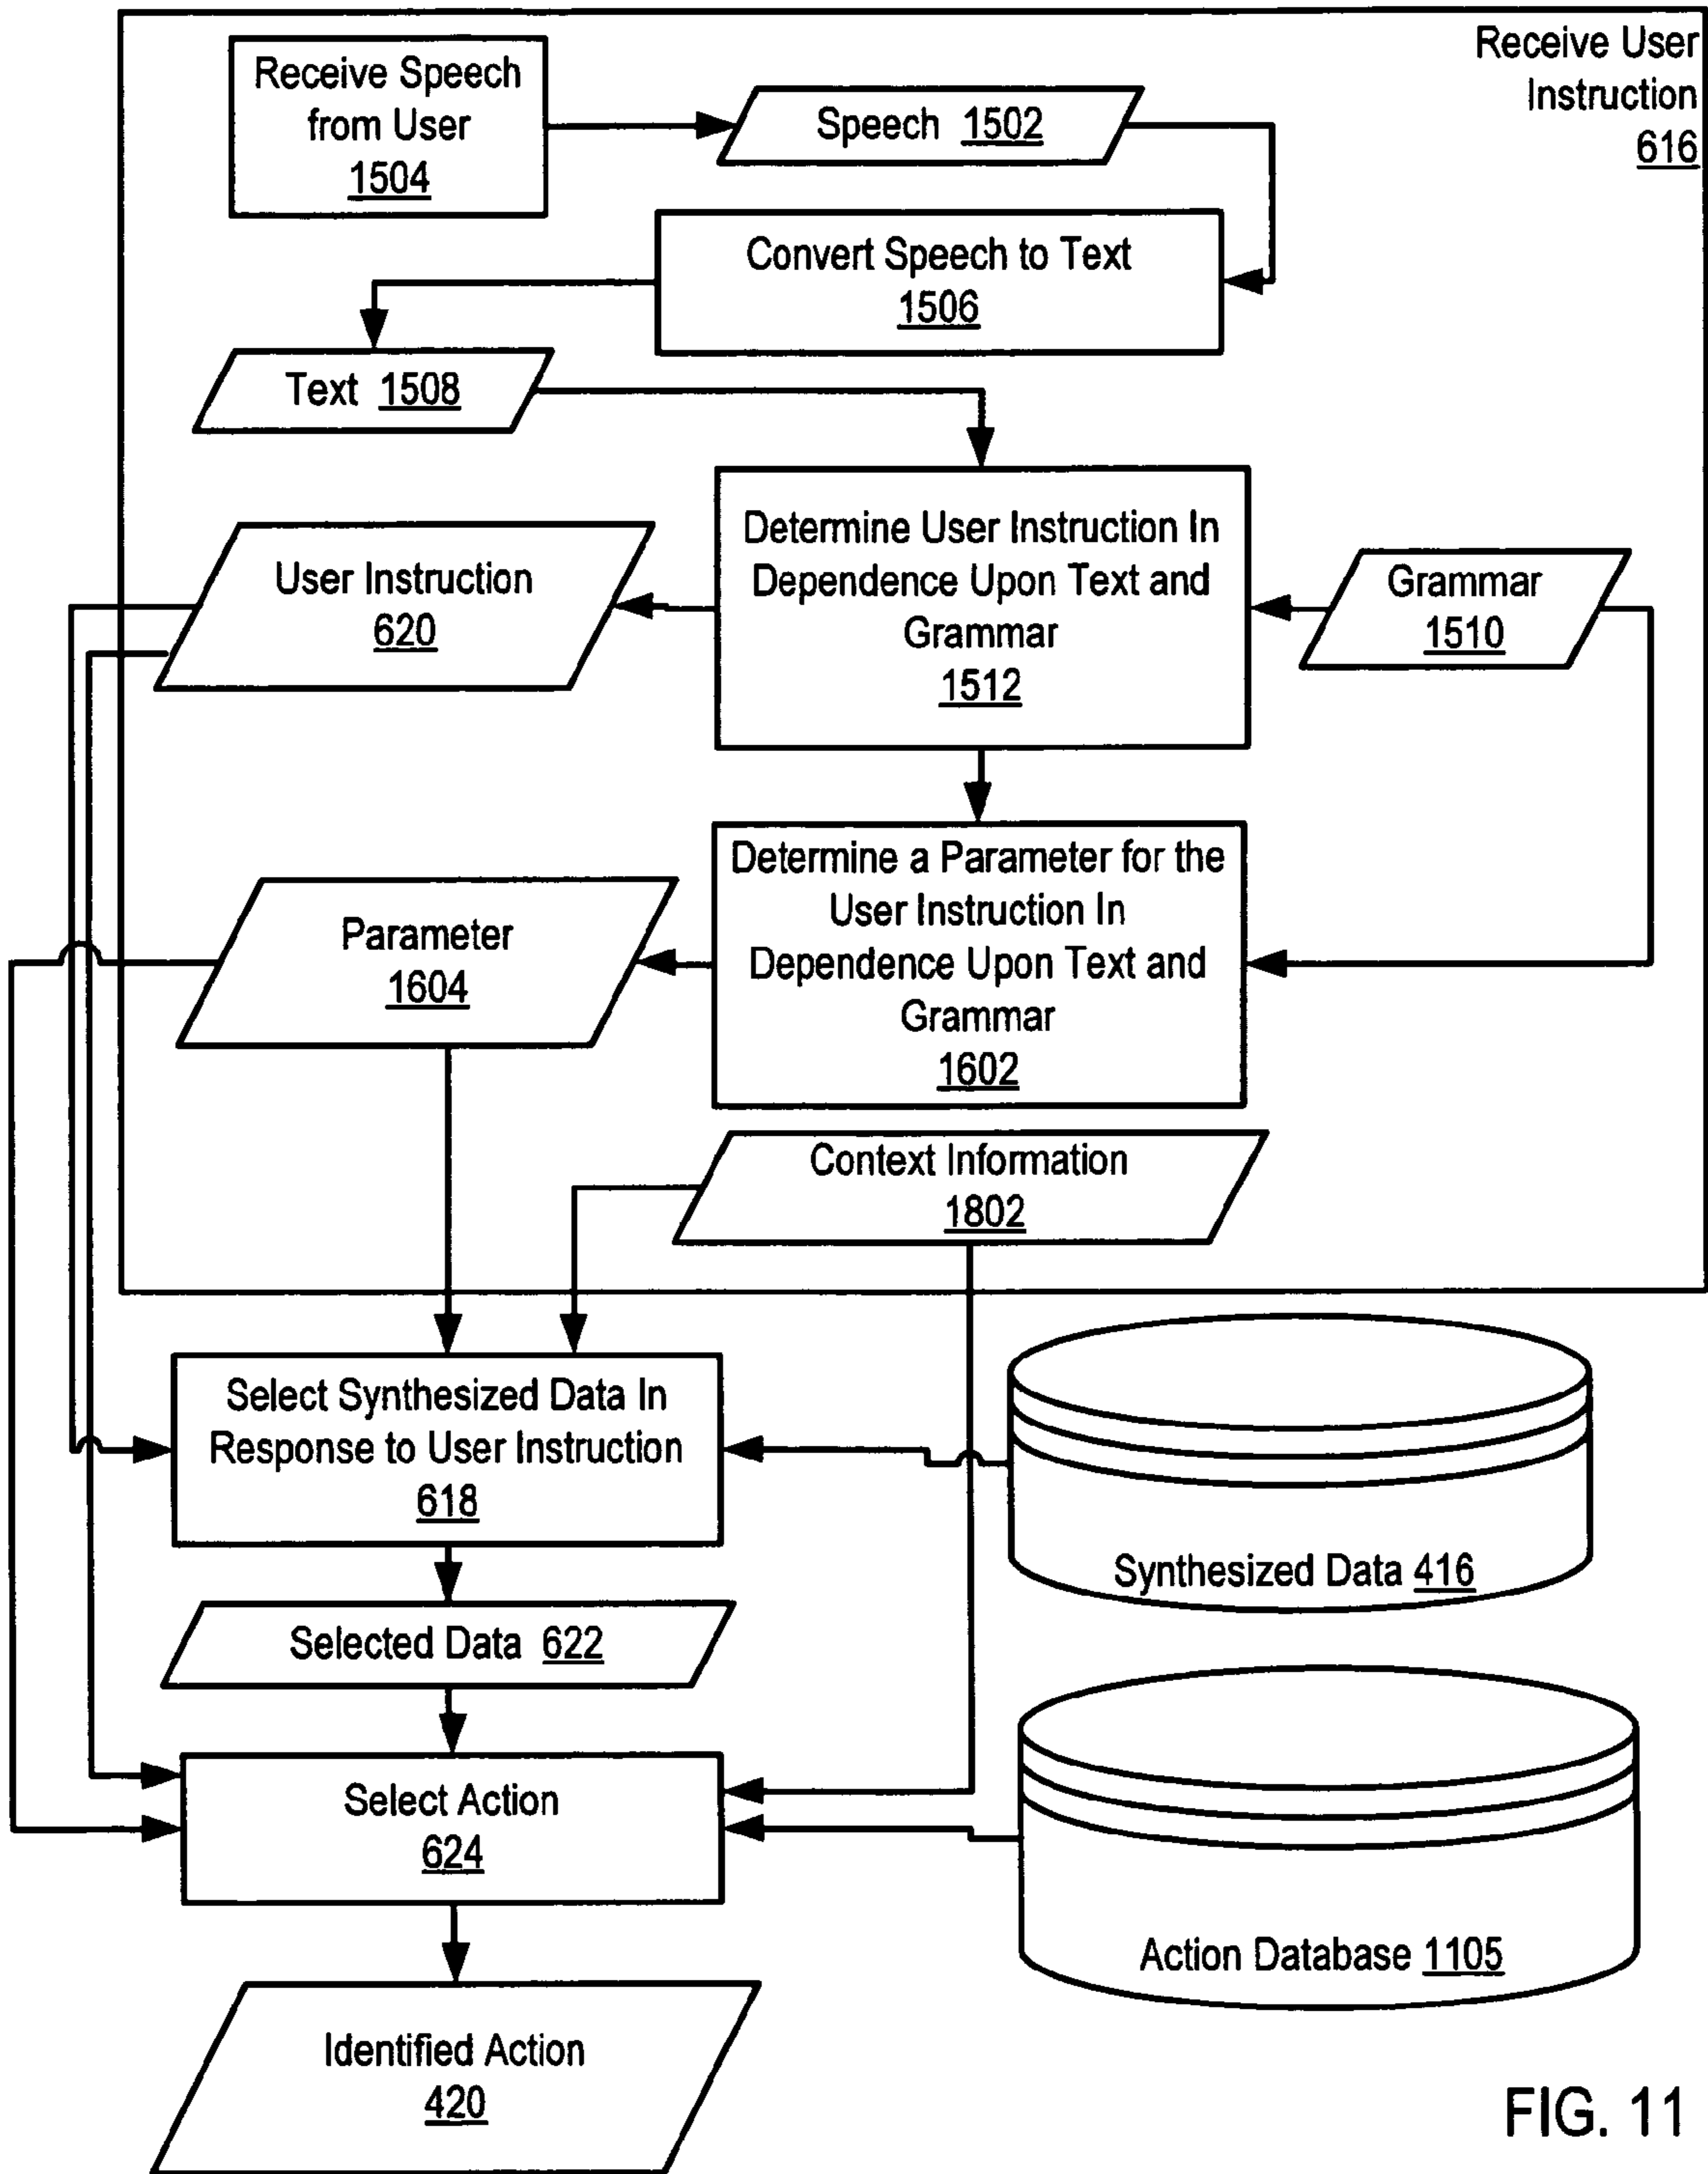 Receive User
Instruction
616
Receive Speech
from User
1504
Speech 1502
Convert Speech to Text
1506
Text 1508
Determine User Instruction In
Dependence Upon Text and
Grammar
1512
User Instruction
620
Grammar
1510
Determine a Parameter for the
User Instruction In
Dependence Upon Text and
Grammar
1602
Parameter
1604
Context Information
1802
Select Synthesized Data In
Response to User Instruction
618
Synthesized Data 416
Selected Data 622
Select Action
624
Action Database 1105
Identified Action
420
FIG. 11